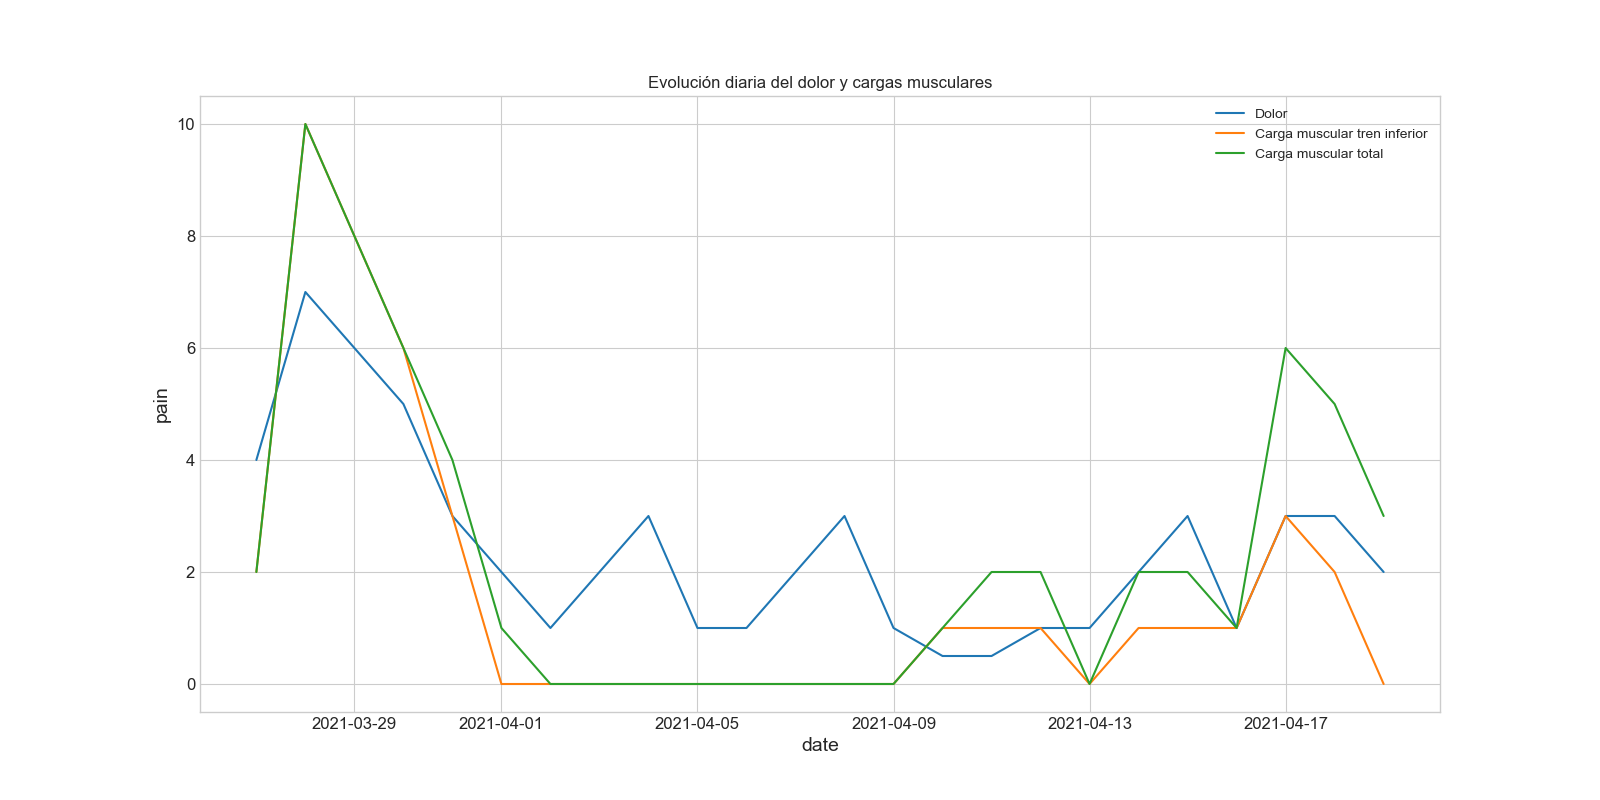 Evolución diaria del dolor y cargas musculares
Dolor
Carga muscular tren inferior
Carga muscular total
10
8
6
4
2
0
pain
2021-03-29 2021-04-01 2021-04-05 2021-04-09 2021-04-13 2021-04-17
date